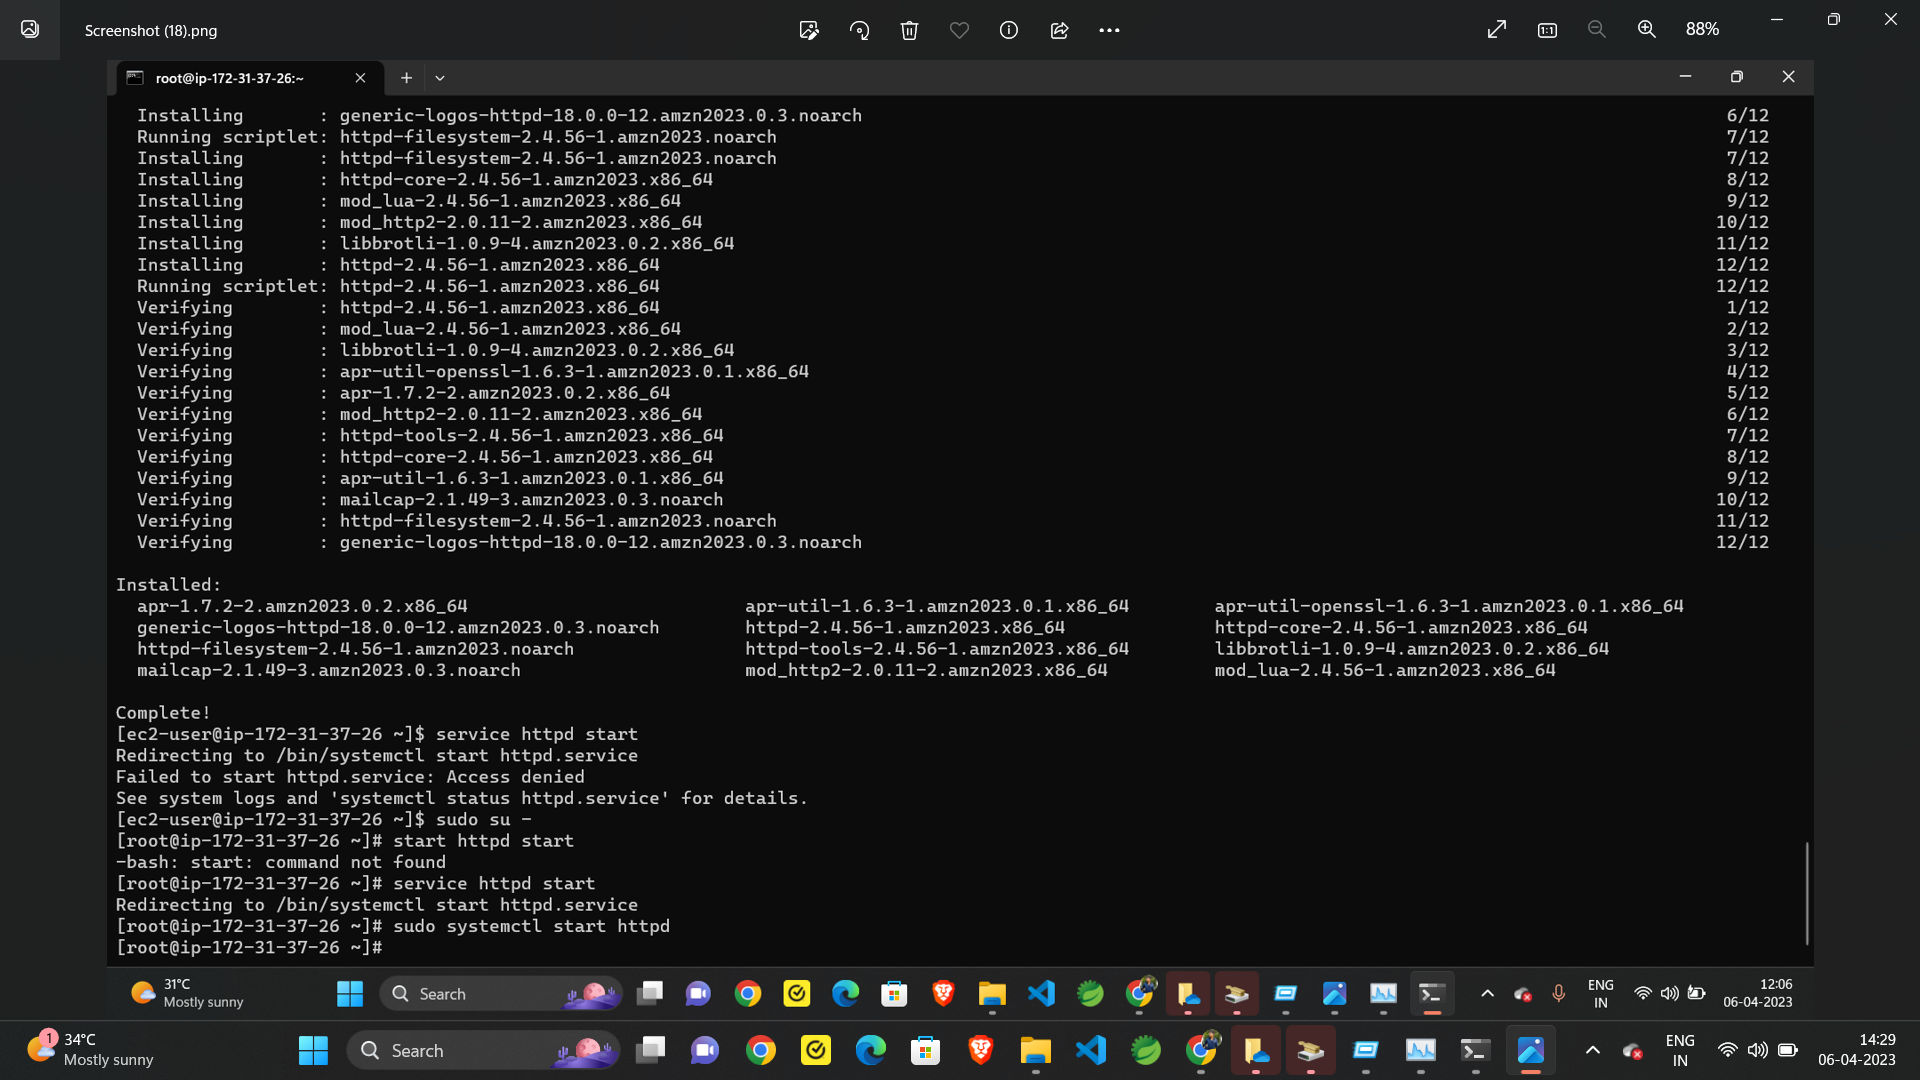 Screenshot (18).png
88%
root@ip-172-31-37-26:~
Installing : generic-logos-httpd-18.0.0-12.amzn2023.0.3.noarch 6/12
Running scriptlet: httpd-filesystem-2.4.56-1.amzn2023.noarch 7/12
Installing : httpd-filesystem-2.4.56-1.amzn2023.noarch 7/12
Installing : httpd-core-2.4.56-1.amzn2023.x86_64 8/12
Installing : mod_lua-2.4.56-1.amzn2023.x86_64 9/12
Installing : mod_http2-2.0.11-2.amzn2023.x86_64 10/12
Installing : libbrotli-1.0.9-4.amzn2023.0.2.x86_64 11/12
Installing : httpd-2.4.56-1.amzn2023.x86_64 12/12
Running scriptlet: httpd-2.4.56-1.amzn2023.x86_64 12/12
Verifying : httpd-2.4.56-1.amzn2023.x86_64 1/12
Verifying : mod_lua-2.4.56-1.amzn2023.x86_64 2/12
Verifying : libbrotli-1.0.9-4.amzn2023.0.2.x86_64 3/12
Verifying : apr-util-openssl-1.6.3-1.amzn2023.0.1.x86_64 4/12
Verifying : apr-1.7.2-2.amzn2023.0.2.x86_64 5/12
Verifying : mod_http2-2.0.11-2.amzn2023.x86_64 6/12
Verifying : httpd-tools-2.4.56-1.amzn2023.x86_64 7/12
Verifying : httpd-core-2.4.56-1.amzn2023.x86_64 8/12
Verifying : apr-util-1.6.3-1.amzn2023.0.1.x86_64 9/12
Verifying : mailcap-2.1.49-3.amzn2023.0.3.noarch 10/12
Verifying : httpd-filesystem-2.4.56-1.amzn2023.noarch 11/12
Verifying : generic-logos-httpd-18.0.0-12.amzn2023.0.3.noarch 12/12
Installed:
apr-1.7.2-2.amzn2023.0.2.x86_64 apr-util-1.6.3-1.amzn2023.0.1.x86_64 apr-util-openssl-1.6.3-1.amzn2023.0.1.x86_64
generic-logos-httpd-18.0.0-12.amzn2023.0.3.noarch httpd-2.4.56-1.amzn2023.x86_64 httpd-core-2.4.56-1.amzn2023.x86_64
httpd-filesystem-2.4.56-1.amzn2023.noarch httpd-tools-2.4.56-1.amzn2023.x86_64 libbrotli-1.0.9-4.amzn2023.0.2.x86_64
mailcap-2.1.49-3.amzn2023.0.3.noarch mod_http2-2.0.11-2.amzn2023.x86_64 mod_lua-2.4.56-1.amzn2023.x86_64
Complete!
[ec2-user@ip-172-31-37-26 ~]$ service httpd start
Redirecting to /bin/systemctl start httpd.service
Failed to start httpd.service: Access denied
See system logs and 'systemctl status httpd.service' for details.
[ec2-user@ip-172-31-37-26 ~]$ sudo su -
[root@ip-172-31-37-26 ~]# start httpd start
-bash: start: command not found
[root@ip-172-31-37-26 ~]# service httpd start
Redirecting to /bin/systemctl start httpd.service
[root@ip-172-31-37-26 ~]# sudo systemctl start httpd
[root@ip-172-31-37-26 ~]#
31°C
Mostly sunny
Search
ENG
IN
12:06
06-04-2023
1
34°C
Mostly sunny
Search
ENG
IN
14:29
06-04-2023